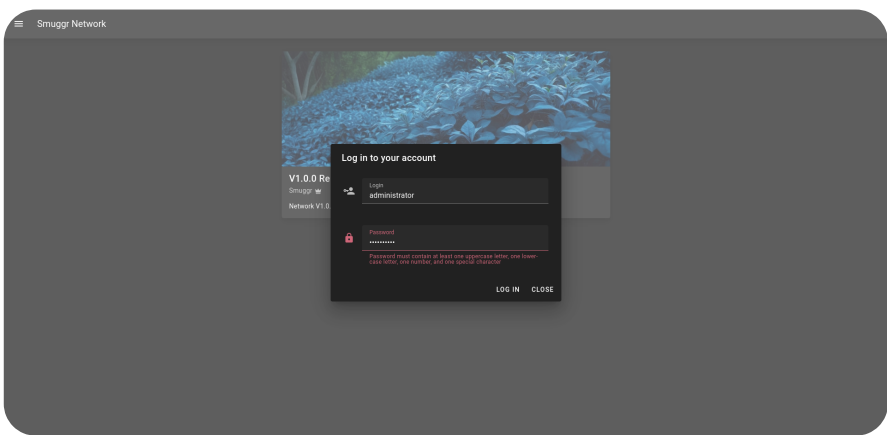 Smuggr Network
Log in to your account
V1.0.0 Re
Smuggr
Network V1.0.
Login
administrator
Password
••••••••••
Password must contain at least one uppercase letter, one lower-
case letter, one number, and one special character
LOG IN CLOSE